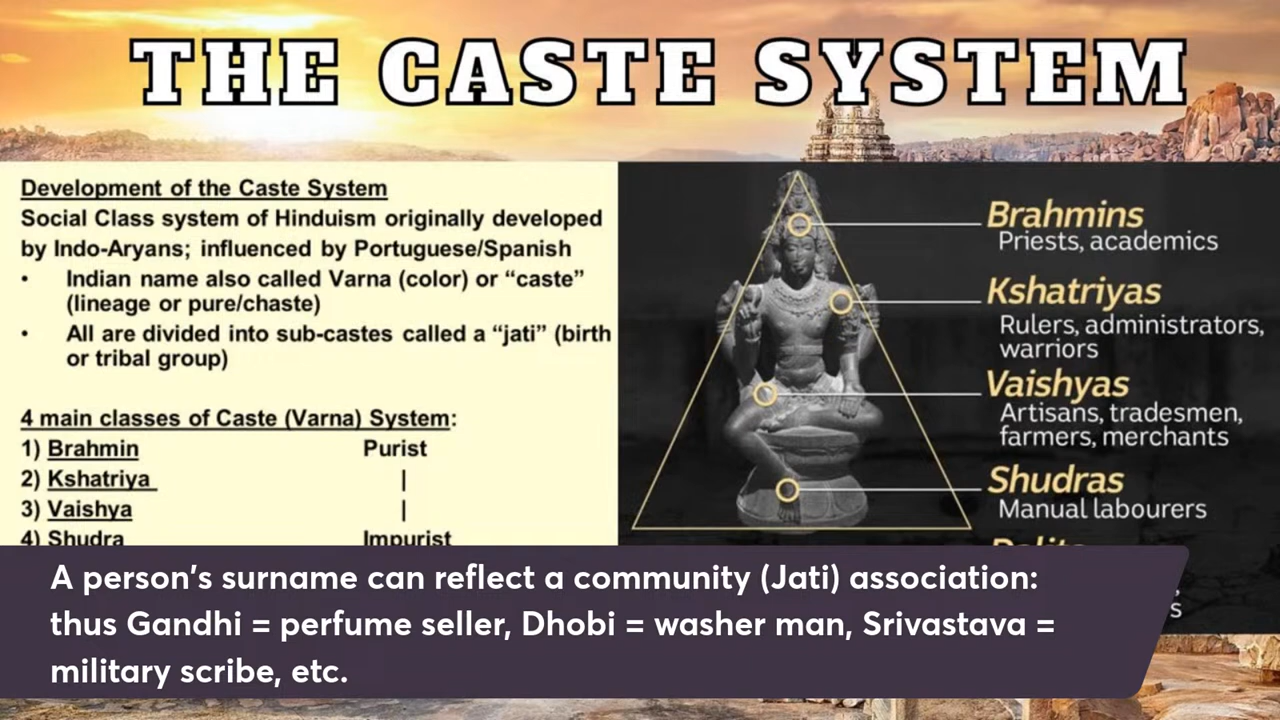 THE CASTE SYSTEM
Development of the Caste System
Social Class system of Hinduism originally developed
by Indo-Aryans; influenced by Portuguese/Spanish
• Indian name also called Varna (color) or “caste”
(lineage or pure/chaste)
• All are divided into sub-castes called a “jati” (birth
or tribal group)
4 main classes of Caste (Varna) System:
1) Brahmin Purist
2) Kshatriya |
3) Vaishya |
4) Shudra Impurist
Brahmins
Priests, academics
Kshatriyas
Rulers, administrators,
warriors
Vaishyas
Artisans, tradesmen,
farmers, merchants
Shudras
Manual labourers
A person's surname can reflect a community (Jati) association:
thus Gandhi = perfume seller, Dhobi = washer man, Srivastava =
military scribe, etc.